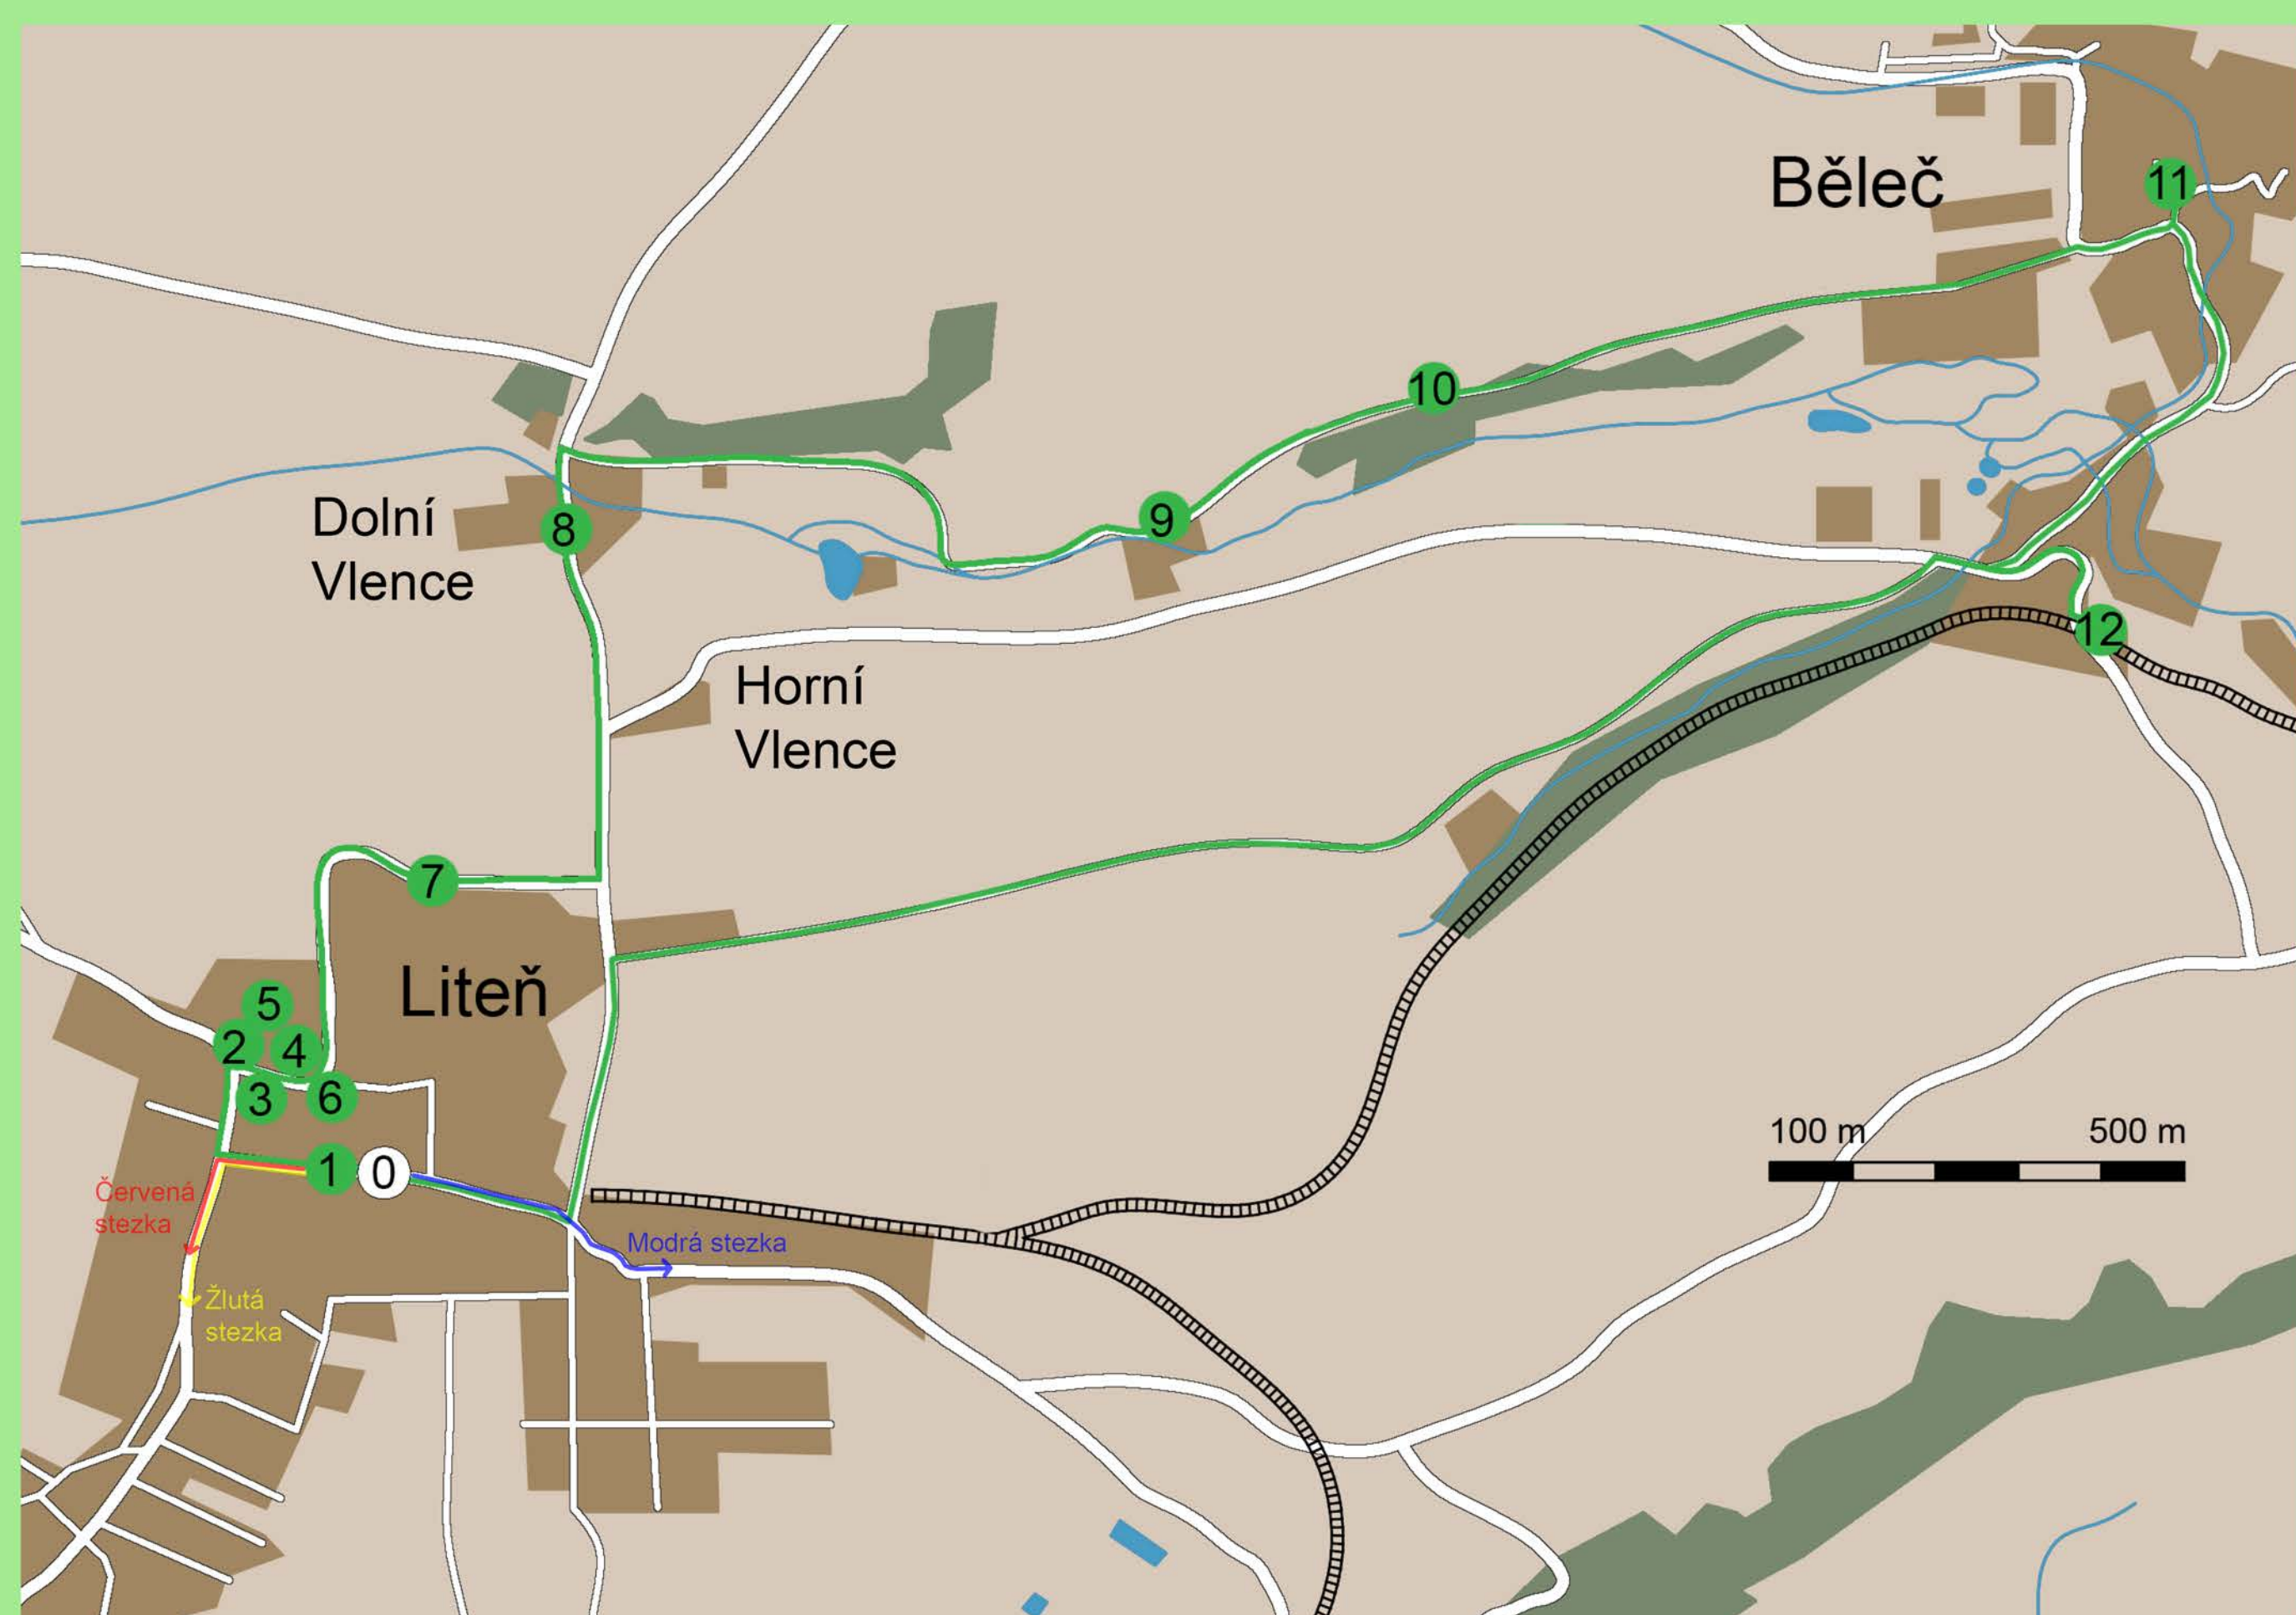 Běleč
11
10
Dolní
Vlence
8
9
12
Horní
Vlence
7
Liteň
5
2
4
3
6
100 m
500 m
1
0
Červená
stezka
Modrá stezka
Žlutá
stezka